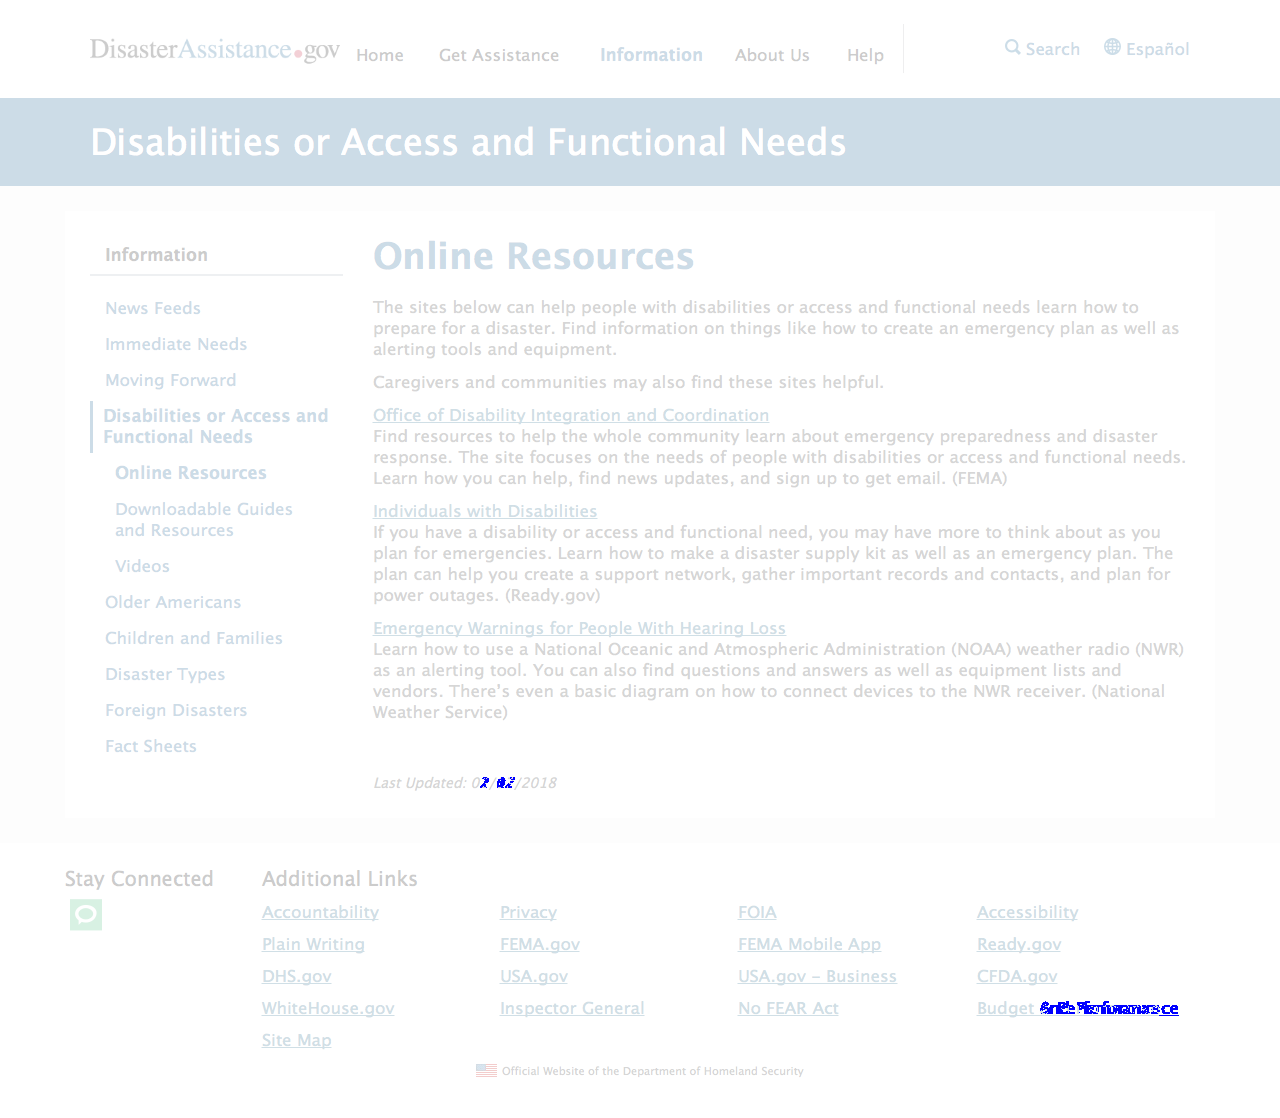 DisasterAssistance.gov Home Get Assistance Information About Us Help Search Español
Disabilities or Access and Functional Needs
Information
News Feeds
Immediate Needs
Moving Forward
Disabilities or Access and
Functional Needs
Online Resources
Downloadable Guides
and Resources
Videos
Older Americans
Children and Families
Disaster Types
Foreign Disasters
Fact Sheets
Online Resources
The sites below can help people with disabilities or access and functional needs learn how to
prepare for a disaster. Find information on things like how to create an emergency plan as well as
alerting tools and equipment.
Caregivers and communities may also find these sites helpful.
Office of Disability Integration and Coordination
Find resources to help the whole community learn about emergency preparedness and disaster
response. The site focuses on the needs of people with disabilities or access and functional needs.
Learn how you can help, find news updates, and sign up to get email. (FEMA)
Individuals with Disabilities
If you have a disability or access and functional need, you may have more to think about as you
plan for emergencies. Learn how to make a disaster supply kit as well as an emergency plan. The
plan can help you create a support network, gather important records and contacts, and plan for
power outages. (Ready.gov)
Emergency Warnings for People With Hearing Loss
Learn how to use a National Oceanic and Atmospheric Administration (NOAA) weather radio (NWR)
as an alerting tool. You can also find questions and answers as well as equipment lists and
vendors. There's even a basic diagram on how to connect devices to the NWR receiver. (National
Weather Service)
Last Updated: /2018
Stay Connected
Additional Links
Accountability Privacy FOIA Accessibility
Plain Writing FEMA.gov FEMA Mobile App Ready.gov
DHS.gov USA.gov USA.gov – Business CFDA.gov
WhiteHouse.gov Inspector General No FEAR Act Budget
Site Map
Official Website of the Department of Homeland Security